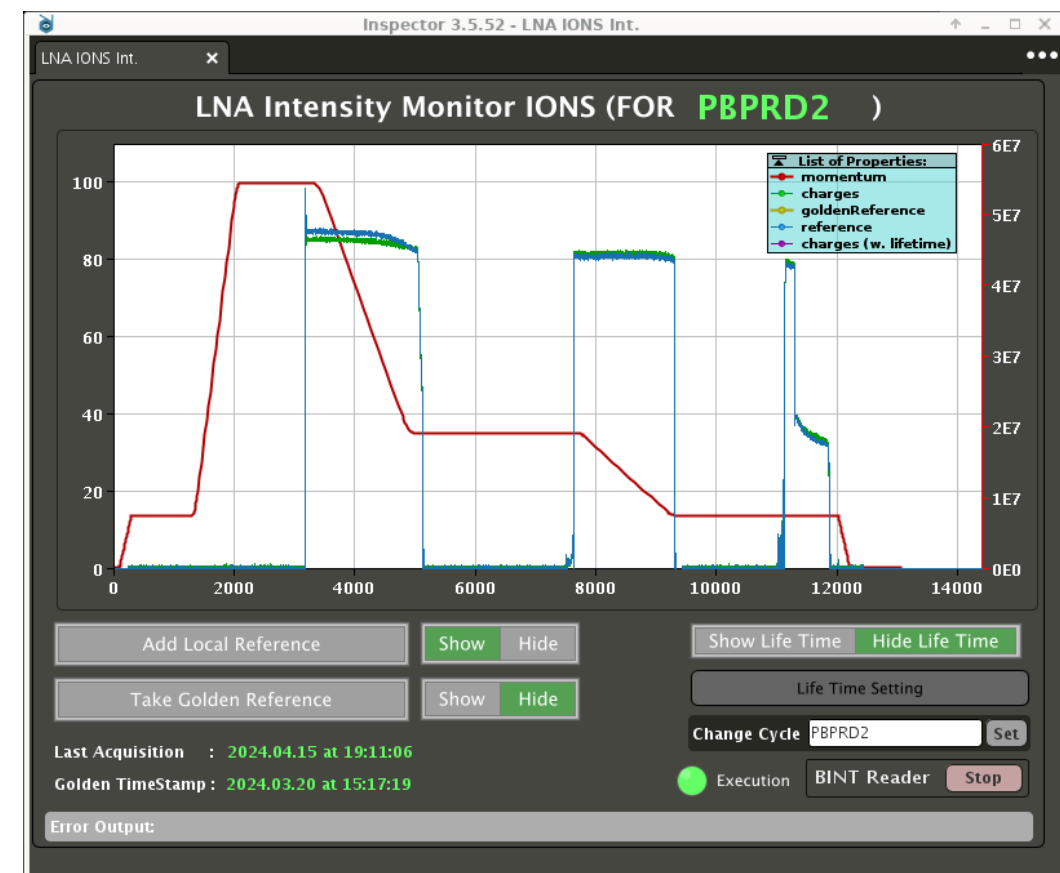 Inspector 3.5.52 - LNA IONS Int.
LNA IONS Int.
LNA Intensity Monitor IONS (FOR PBPRD2 )
List of Properties:
momentum
charges
goldenReference
reference
charges (w. lifetime)
100
80
60
40
20
0
6E7
5E7
4E7
3E7
2E7
1E7
0E0
0 2000 4000 6000 8000 10000 12000 14000
Add Local Reference Show Hide Show Life Time Hide Life Time
Take Golden Reference Show Hide Life Time Setting
Change Cycle PBPRD2 Set
Last Acquisition : 2024.04.15 at 19:11:06
Execution BINT Reader Stop
Golden TimeStamp : 2024.03.20 at 15:17:19
Error Output: